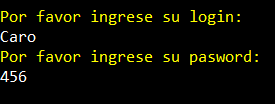 Por favor ingrese su login:
Caro
Por favor ingrese su pasword:
456